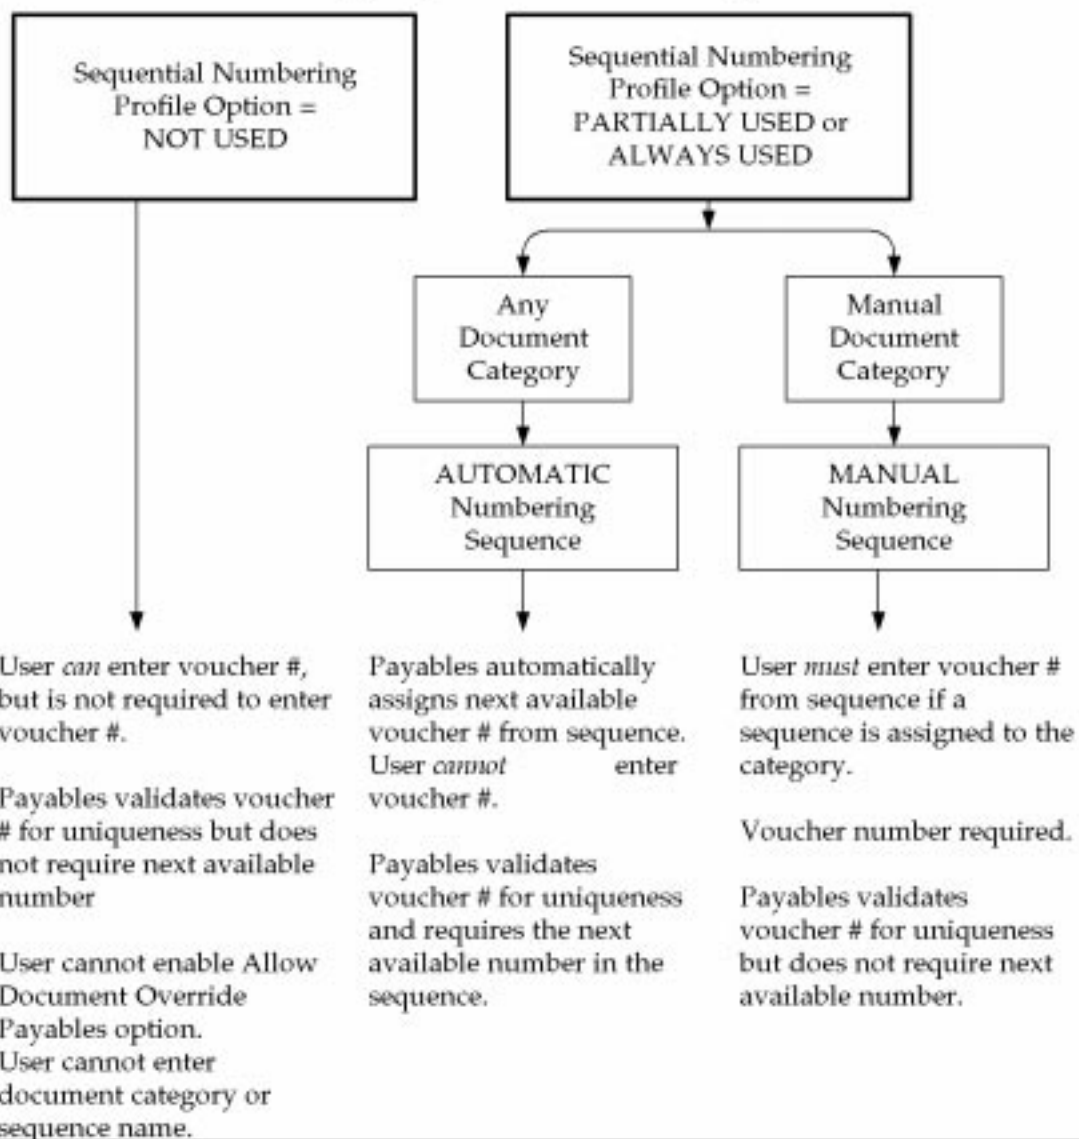 Sequential Numbering
Profile Option =
NOT USED
Sequential Numbering
Profile Option =
PARTIALLY USED or
ALWAYS USED
Any
Document
Category
Manual
Document
Category
AUTOMATIC
Numbering
Sequence
MANUAL
Numbering
Sequence
User can enter voucher #,
but is not required to enter
voucher #.
Payables validates voucher
# for uniqueness but does
not require next available
number
User cannot enable Allow
Document Override
Payables option.
User cannot enter
document category or
sequence name.
Payables automatically
assigns next available
voucher # from sequence.
User cannot enter
voucher #.
Payables validates
voucher # for uniqueness
and requires the next
available number in the
sequence.
User must enter voucher #
from sequence if a
sequence is assigned to the
category.
Voucher number required.
Payables validates
voucher # for uniqueness
but does not require next
available number.